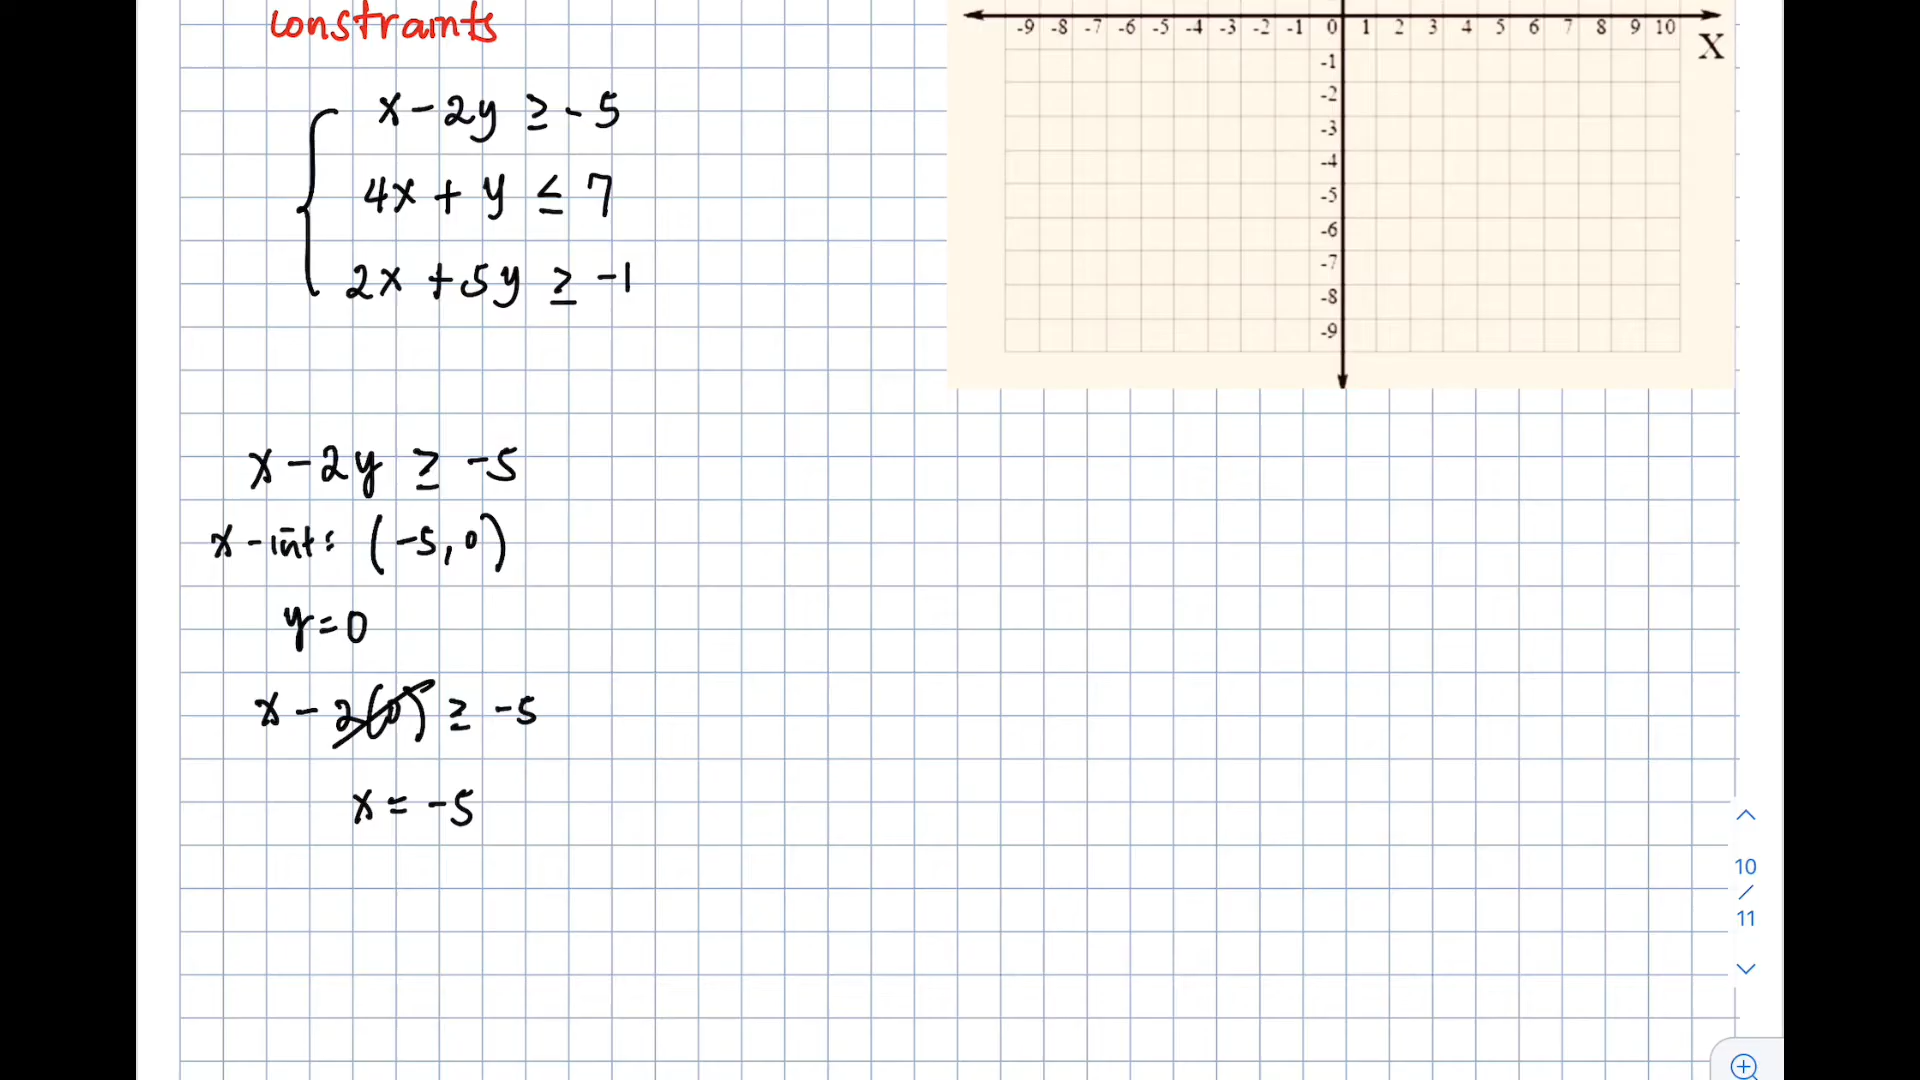 constraints
x - 2y ≥ -5
4x + y ≤ 7
2x + 5y ≥ -1
-9 -8 -7 -6 -5 -4 -3 -2 -1 0 1 2 3 4 5 6 7 8 9 10
X
-1
-2
-3
-4
-5
-6
-7
-8
-9
x - 2y ≥ -5
x-int: (-5, 0)
y = 0
x - 2(0) ≥ -5
x = -5
10
/
11